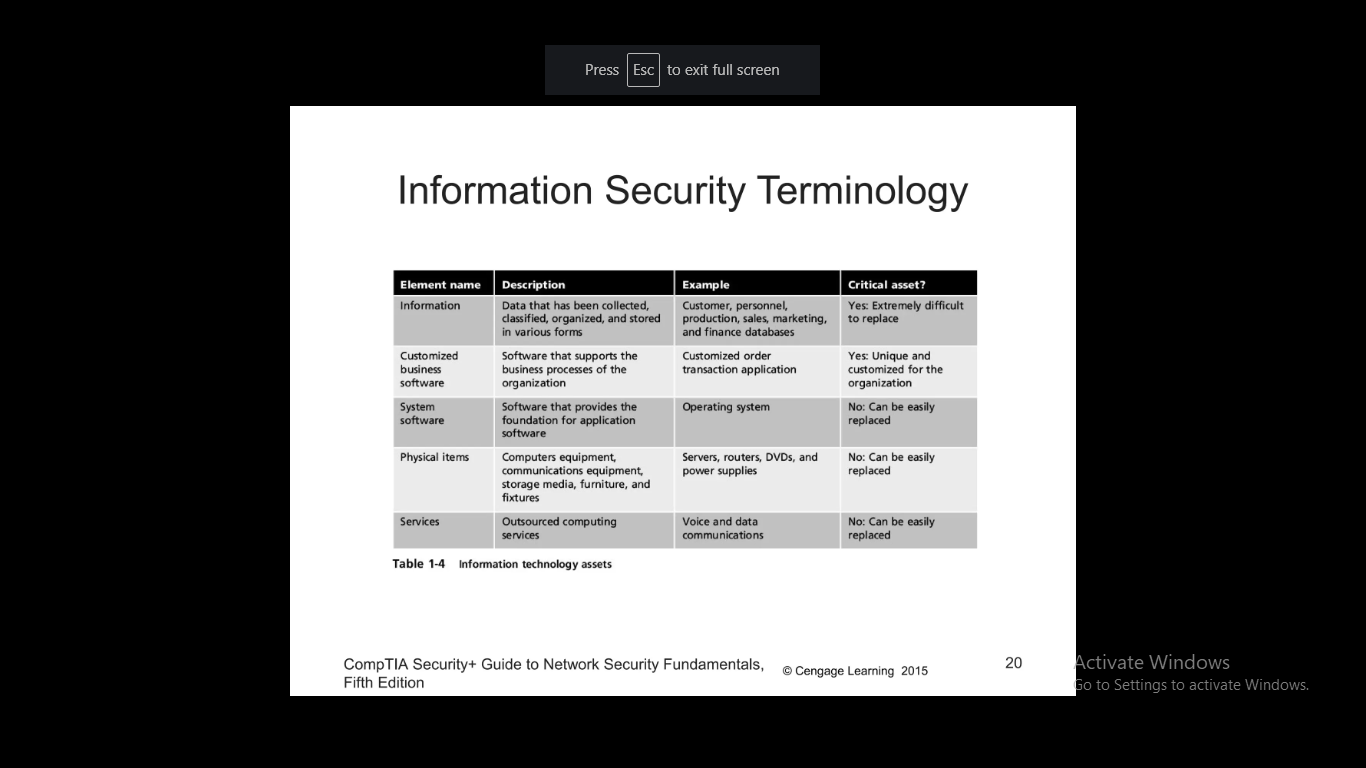 Press Esc to exit full screen
Information Security Terminology
Element name Description Example Critical asset?
Information Data that has been collected, Customer, personnel, Yes: Extremely difficult
classified, organized, and stored production, sales, marketing, to replace
in various forms and finance databases
Customized Software that supports the Customized order Yes: Unique and
business business processes of the transaction application customized for the
software organization organization
System Software that provides the Operating system No: Can be easily
software foundation for application replaced
software
Physical items Computers equipment, Servers, routers, DVDs, and No: Can be easily
communications equipment, power supplies replaced
storage media, furniture, and
fixtures
Services Outsourced computing Voice and data No: Can be easily
services communications replaced
Table 1-4 Information technology assets
CompTIA Security+ Guide to Network Security Fundamentals,
Fifth Edition
© Cengage Learning 2015
20
Activate Windows
Go to Settings to activate Windows.